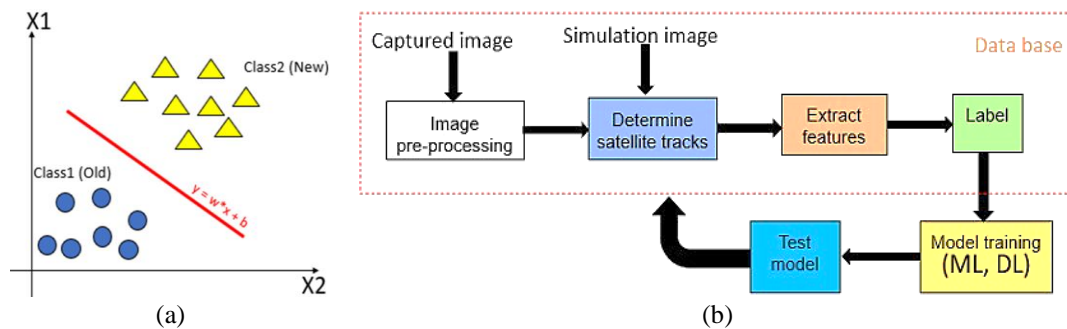 X1
Class2 (New)
Class1 (Old)
y = w*x + b
X2
(a)
Data base
Captured image
Simulation image
Image
pre-processing
Determine
satellite tracks
Extract
features
Label
Test
model
Model training
(ML, DL)
(b)